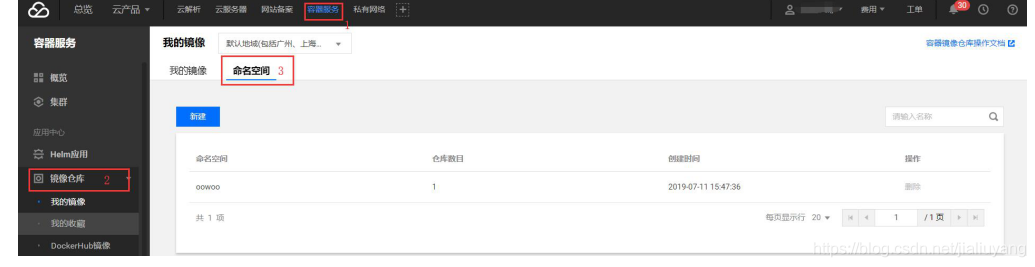 总览 云产品 云解析 云服务器 网站备案 容器服务 私有网络 费用 工单 30
1
容器服务 我的镜像 默认地域(包括广州、上海... 容器镜像仓库操作文档
我的镜像 命名空间 3
概览
集群
新建 请输入名称
应用中心
Helm应用
命名空间 仓库数目 创建时间 操作
镜像仓库 2
oowoo 1 2019-07-11 15:47:36 删除
我的镜像
我的收藏
共 1 项 每页显示行 20 1 /1 页
DockerHub镜像
https://blog.csdn.net/jialiuyang